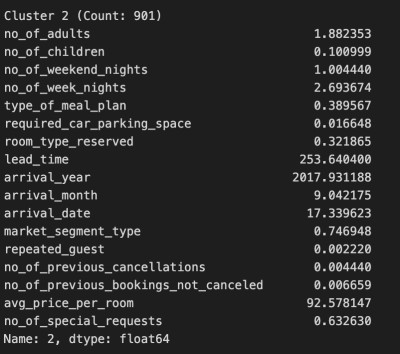 Cluster 2 (Count: 901)
no_of_adults 1.882353
no_of_children 0.100999
no_of_weekend_nights 1.004440
no_of_week_nights 2.693674
type_of_meal_plan 0.389567
required_car_parking_space 0.016648
room_type_reserved 0.321865
lead_time 253.640400
arrival_year 2017.931188
arrival_month 9.042175
arrival_date 17.339623
market_segment_type 0.746948
repeated_guest 0.002220
no_of_previous_cancellations 0.004440
no_of_previous_bookings_not_canceled 0.006659
avg_price_per_room 92.578147
no_of_special_requests 0.632630
Name: 2, dtype: float64